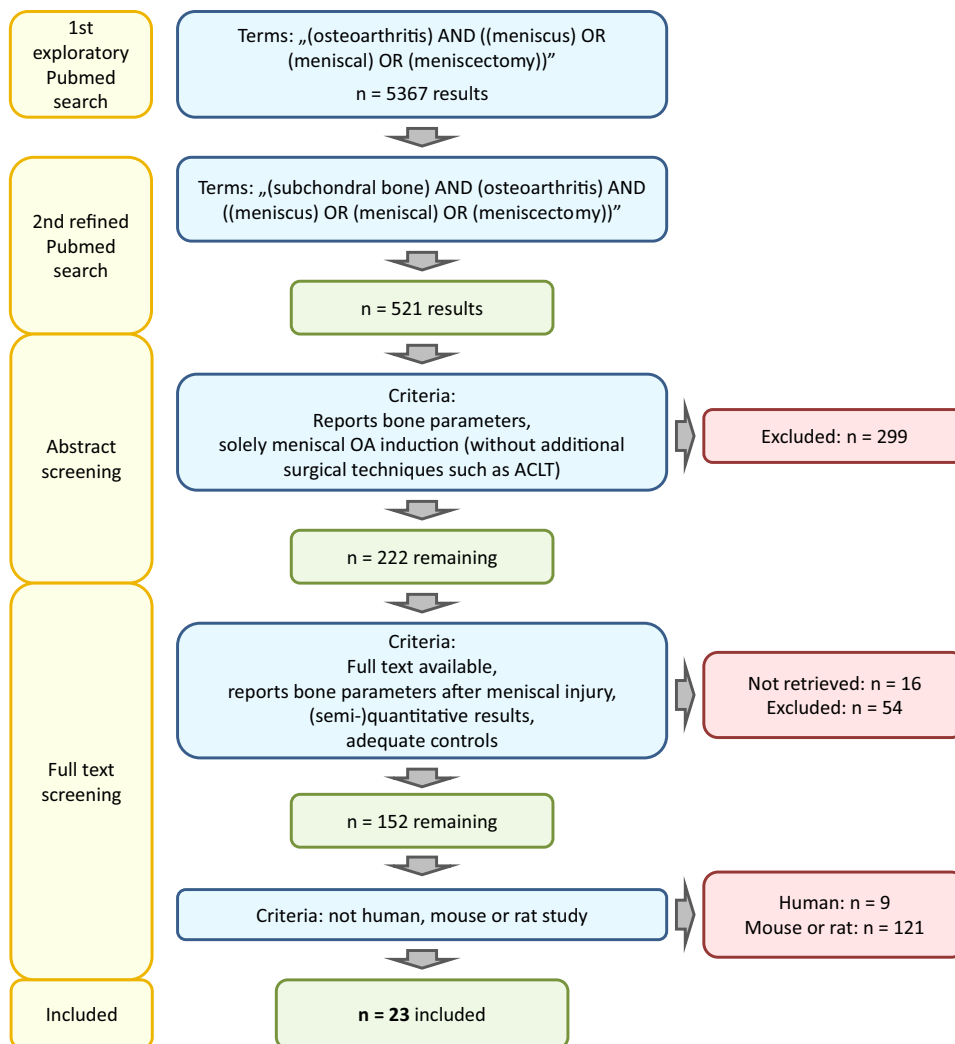 1st
exploratory
Pubmed
search
Terms: „(osteoarthritis) AND ((meniscus) OR
(meniscal) OR (meniscectomy))”
n = 5367 results
2nd refined
Pubmed
search
Terms: „(subchondral bone) AND (osteoarthritis) AND
((meniscus) OR (meniscal) OR (meniscectomy))”
n = 521 results
Abstract
screening
Criteria:
Reports bone parameters,
solely meniscal OA induction (without additional
surgical techniques such as ACLT)
Excluded: n = 299
n = 222 remaining
Full text
screening
Criteria:
Full text available,
reports bone parameters after meniscal injury,
(semi-)quantitative results,
adequate controls
Not retrieved: n = 16
Excluded: n = 54
n = 152 remaining
Criteria: not human, mouse or rat study
Human: n = 9
Mouse or rat: n = 121
Included
n = 23 included